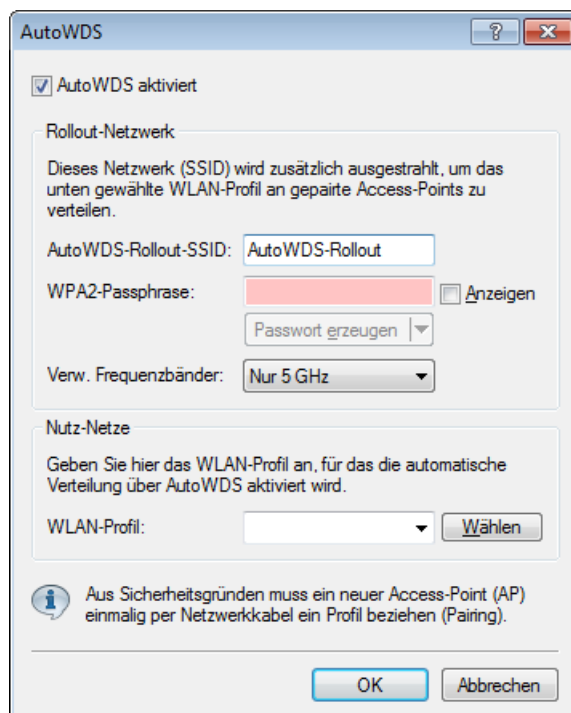 AutoWDS
AutoWDS aktiviert
Rollout-Netzwerk
Dieses Netzwerk (SSID) wird zusätzlich ausgestrahlt, um das
unten gewählte WLAN-Profil an gepairte Access-Points zu
verteilen.
AutoWDS-Rollout-SSID: AutoWDS-Rollout
WPA2-Passphrase: Anzeigen
Passwort erzeugen
Verw. Frequenzbänder: Nur 5 GHz
Nutz-Netze
Geben Sie hier das WLAN-Profil an, für das die automatische
Verteilung über AutoWDS aktiviert wird.
WLAN-Profil: Wählen
Aus Sicherheitsgründen muss ein neuer Access-Point (AP)
einmalig per Netzwerkkabel ein Profil beziehen (Pairing).
OK Abbrechen